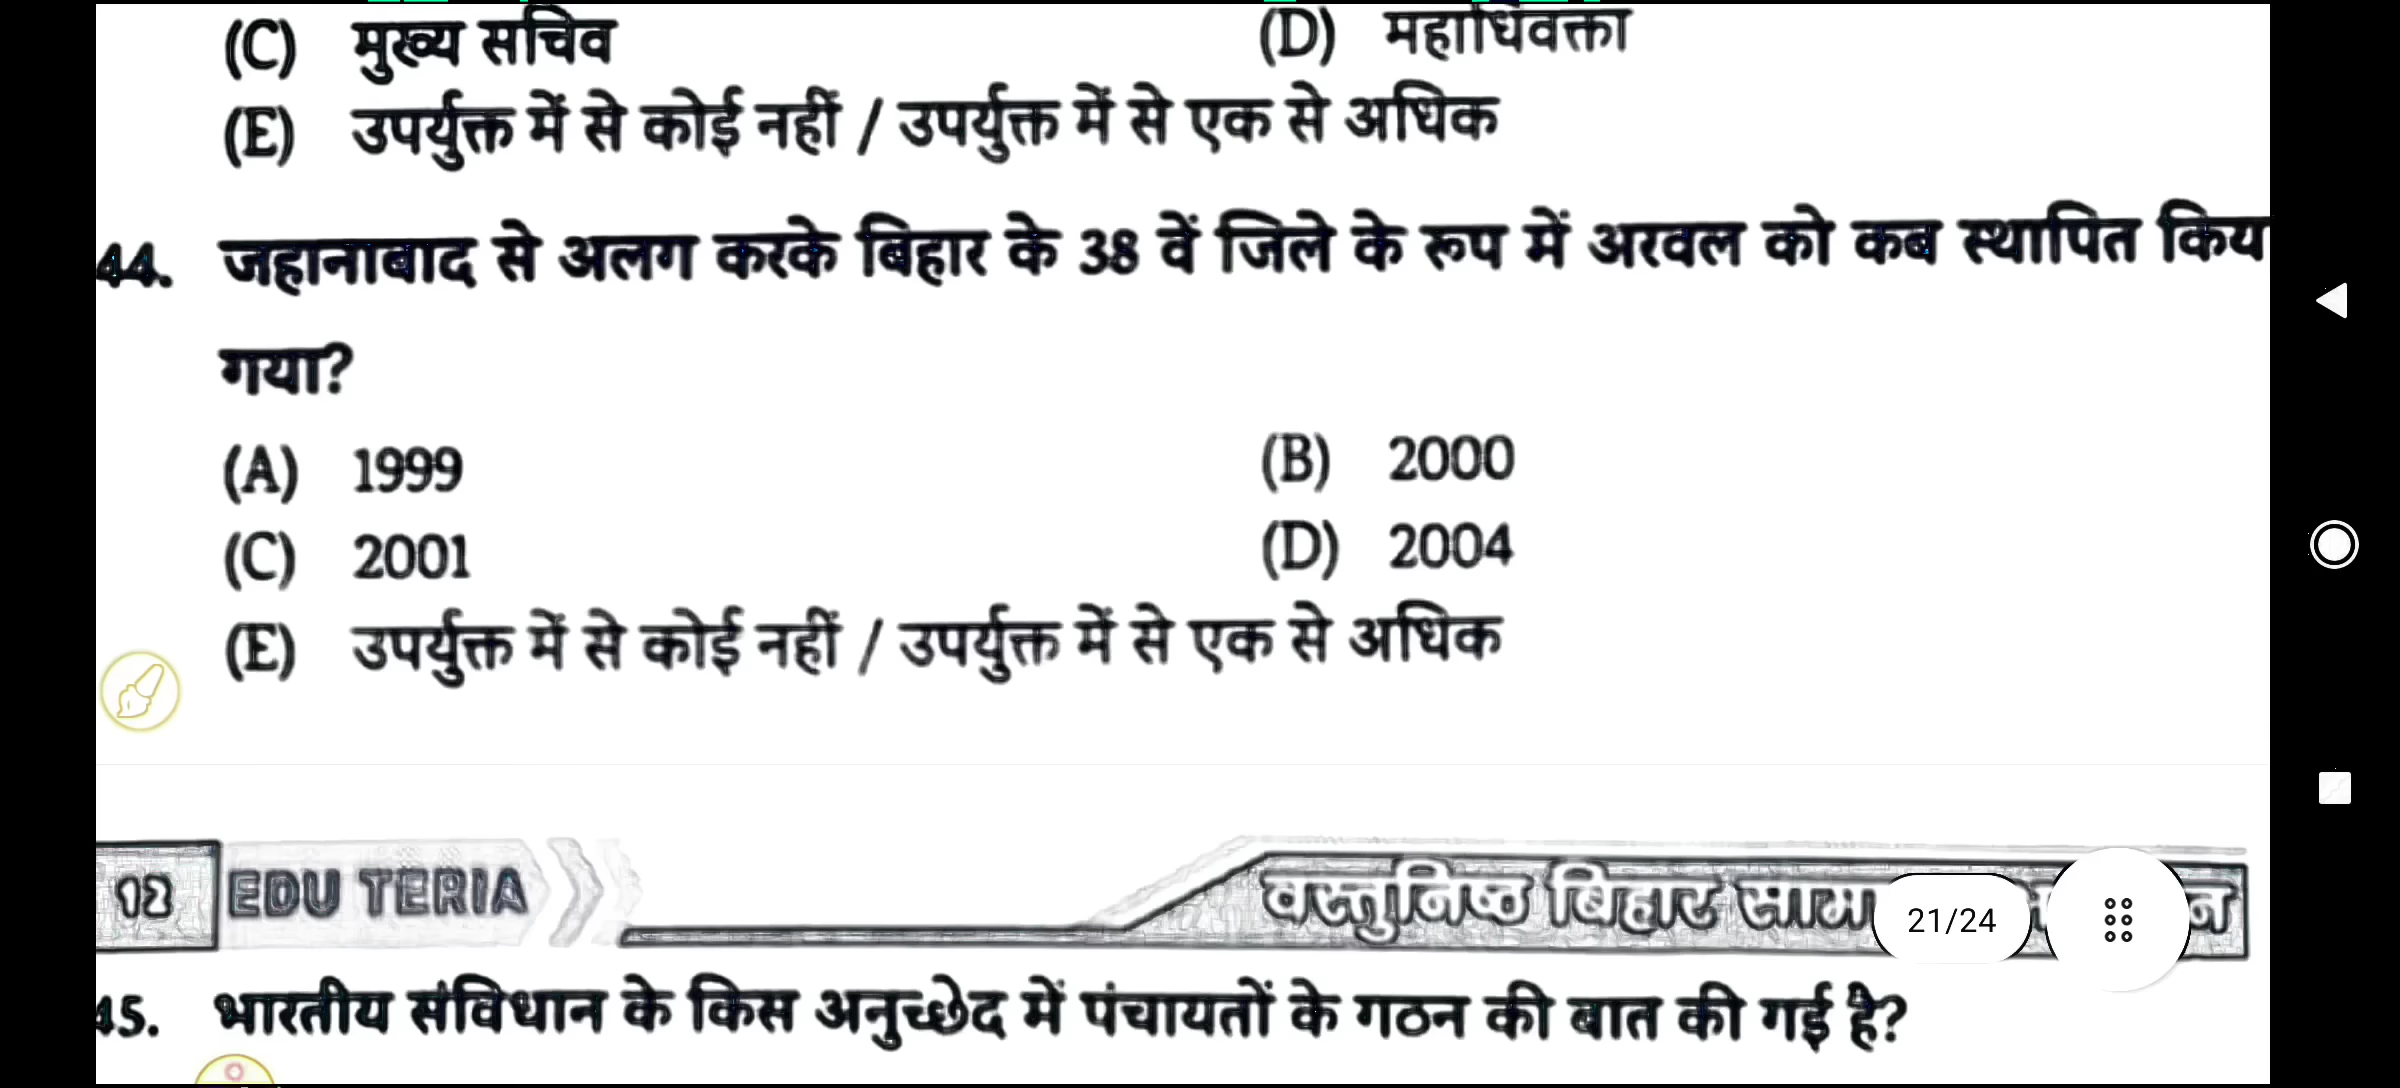 (C) मुख्य सचिव (D) महाधिवक्ता
(E) उपर्युक्त में से कोई नहीं / उपर्युक्त में से एक से अधिक
44. जहानाबाद से अलग करके बिहार के 38 वें जिले के रूप में अरवल को कब स्थापित किय
गया?
(A) 1999 (B) 2000
(C) 2001 (D) 2004
(E) उपर्युक्त में से कोई नहीं / उपर्युक्त में से एक से अधिक
12 EDU TERIA वस्तुनिष्ठ बिहार
21/24
45. भारतीय संविधान के किस अनुच्छेद में पंचायतों के गठन की बात की गई है?